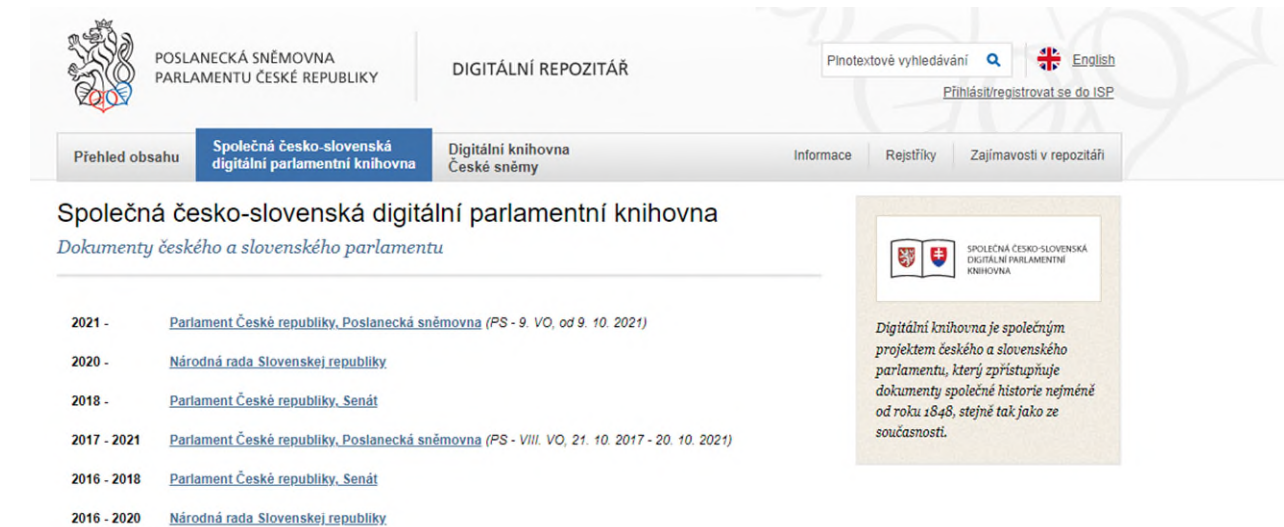 POSLANECKÁ SNĚMOVNA
PARLAMENTU ČESKÉ REPUBLIKY
DIGITÁLNÍ REPOZITÁŘ
Plnotextové vyhledávání
English
Přihlásit/registrovat se do ISP
Přehled obsahu
Společná česko-slovenská
digitální parlamentní knihovna
Digitální knihovna
České sněmy
Informace
Rejstříky
Zajímavosti v repozitáři
Společná česko-slovenská digitální parlamentní knihovna
Dokumenty českého a slovenského parlamentu
2021 - Parlament České republiky, Poslanecká sněmovna (PS - 9. VO, od 9. 10. 2021)
2020 - Národná rada Slovenskej republiky
2018 - Parlament České republiky, Senát
2017 - 2021 Parlament České republiky, Poslanecká sněmovna (PS - VIII. VO, 21. 10. 2017 - 20. 10. 2021)
2016 - 2018 Parlament České republiky, Senát
2016 - 2020 Národná rada Slovenskej republiky
SPOLEČNÁ ČESKO-SLOVENSKÁ
DIGITÁLNÍ PARLAMENTNÍ
KNIHOVNA
Digitální knihovna je společným
projektem českého a slovenského
parlamentu, který zpřístupňuje
dokumenty společné historie nejméně
od roku 1848, stejně tak jako ze
současnosti.